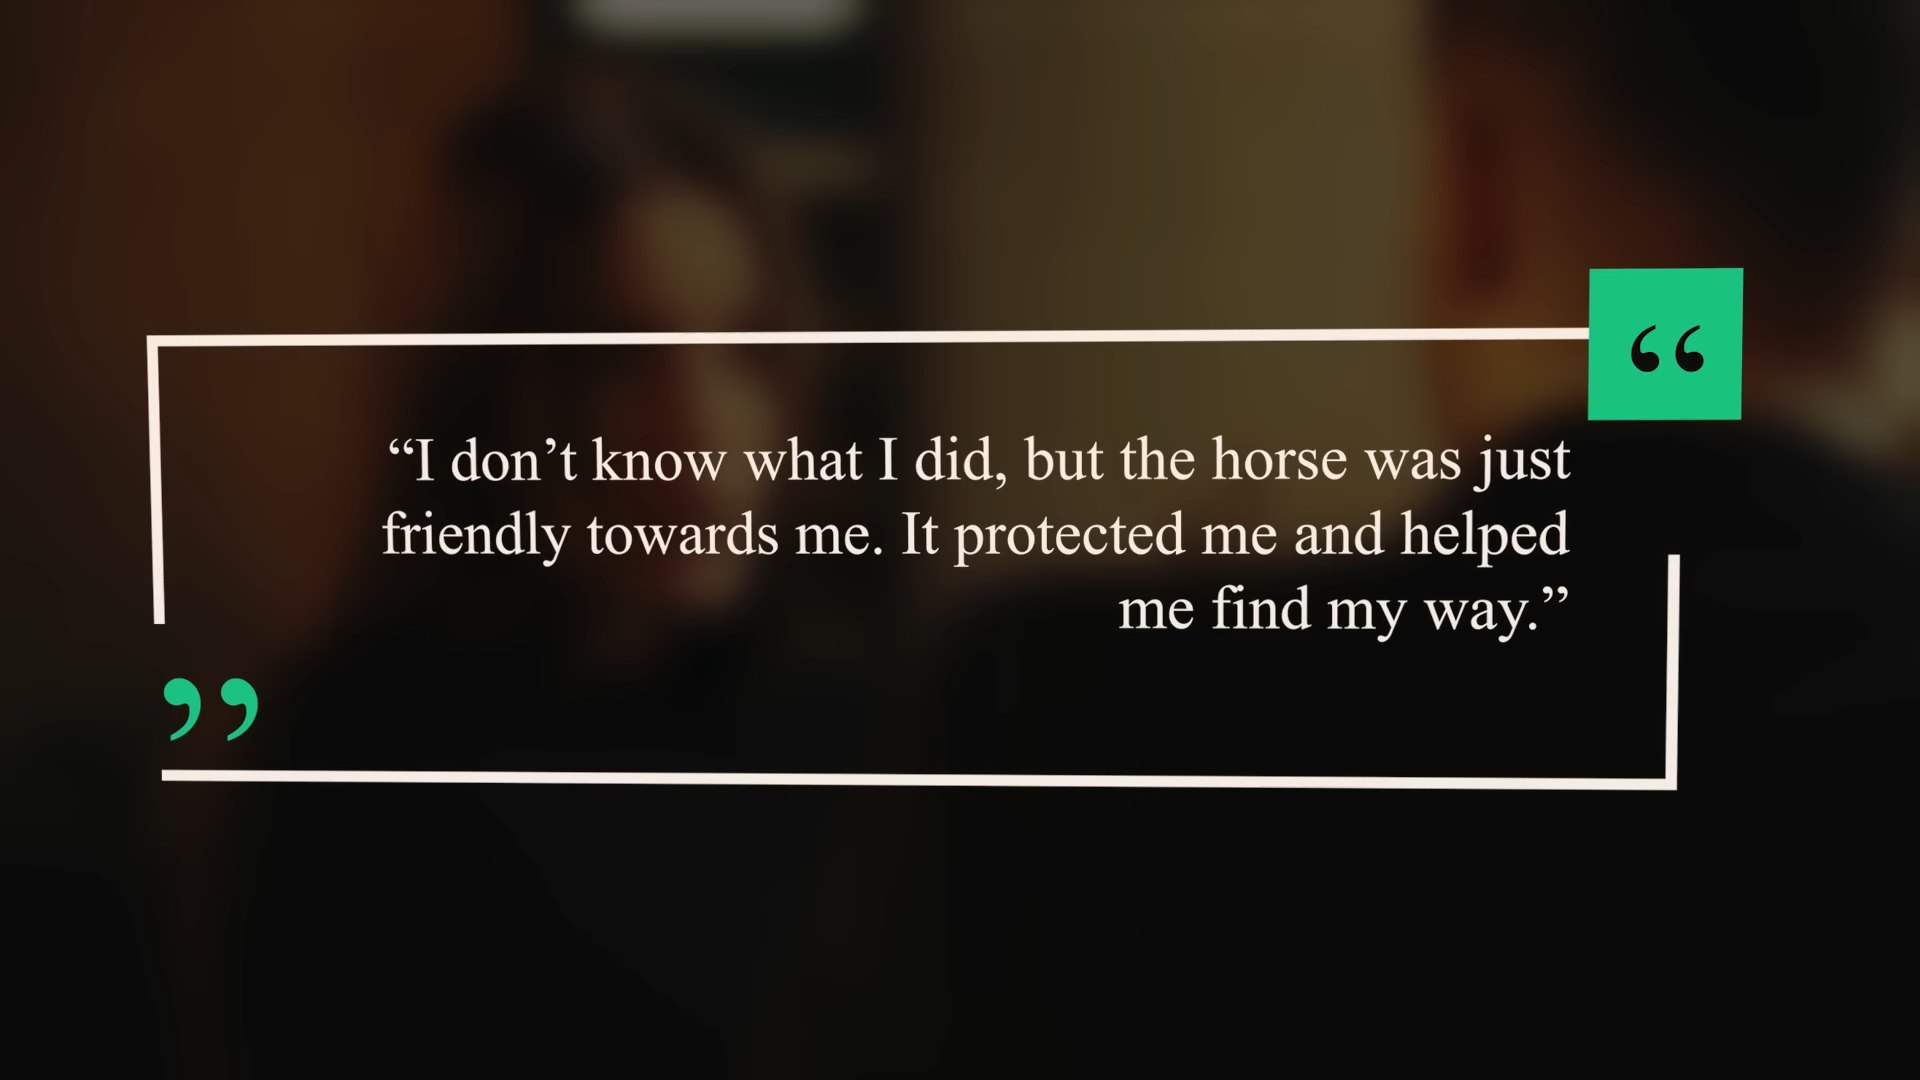 “I don’t know what I did, but the horse was just
friendly towards me. It protected me and helped
me find my way.”